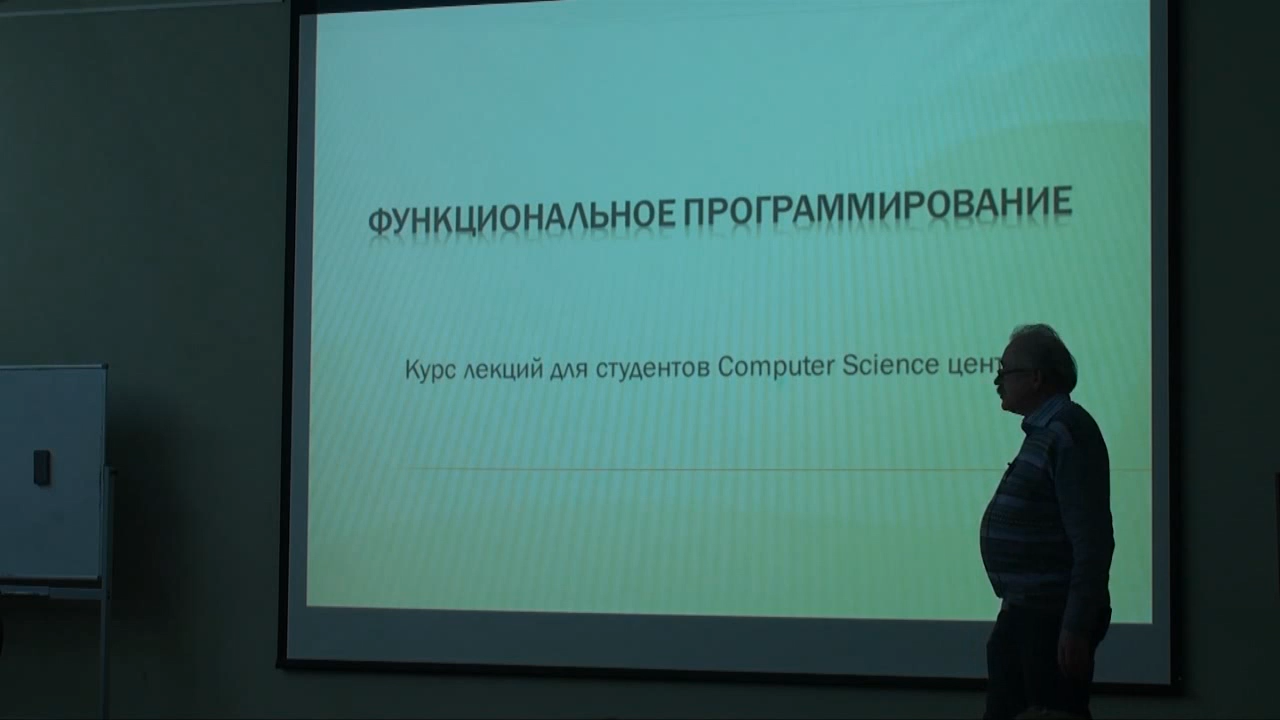 ФУНКЦИОНАЛЬНОЕ ПРОГРАММИРОВАНИЕ
Курс лекций для студентов Computer Science